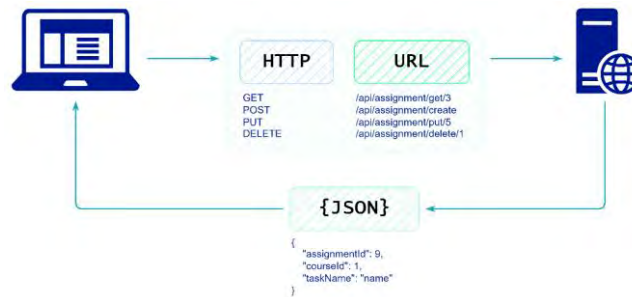 HTTP
URL
GET
/api/assignment/get/3
POST
/api/assignment/create
PUT
/api/assignment/put/5
DELETE
/api/assignment/delete/1
{JSON}
{
"assignmentId": 9,
"courseId": 1,
"taskName": "name"
}